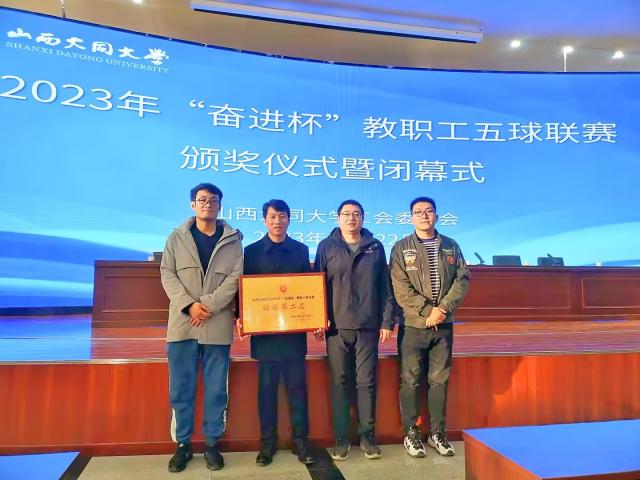 山西大同大学
SHANXI DATONG UNIVERSITY
2023年“奋进杯”教职工五球联赛
颁奖仪式暨闭幕式
山西大同大学工会委员会
团体第二名